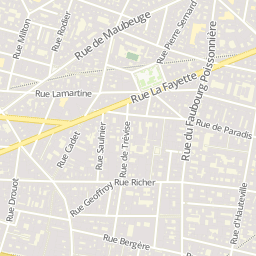 Rue Milton
Rue Rodier
Rue de Maubeuge
Rue Pierre Semard
Rue du Faubourg Poissonnière
Rue La Fayette
Rue Lamartine
Rue de Paradis
Rue Cadet
Rue Saulnier
Rue de Trévise
Rue Richer
Rue Geoffroy
Rue Drouot
Rue d'Hauteville
Rue Bergère